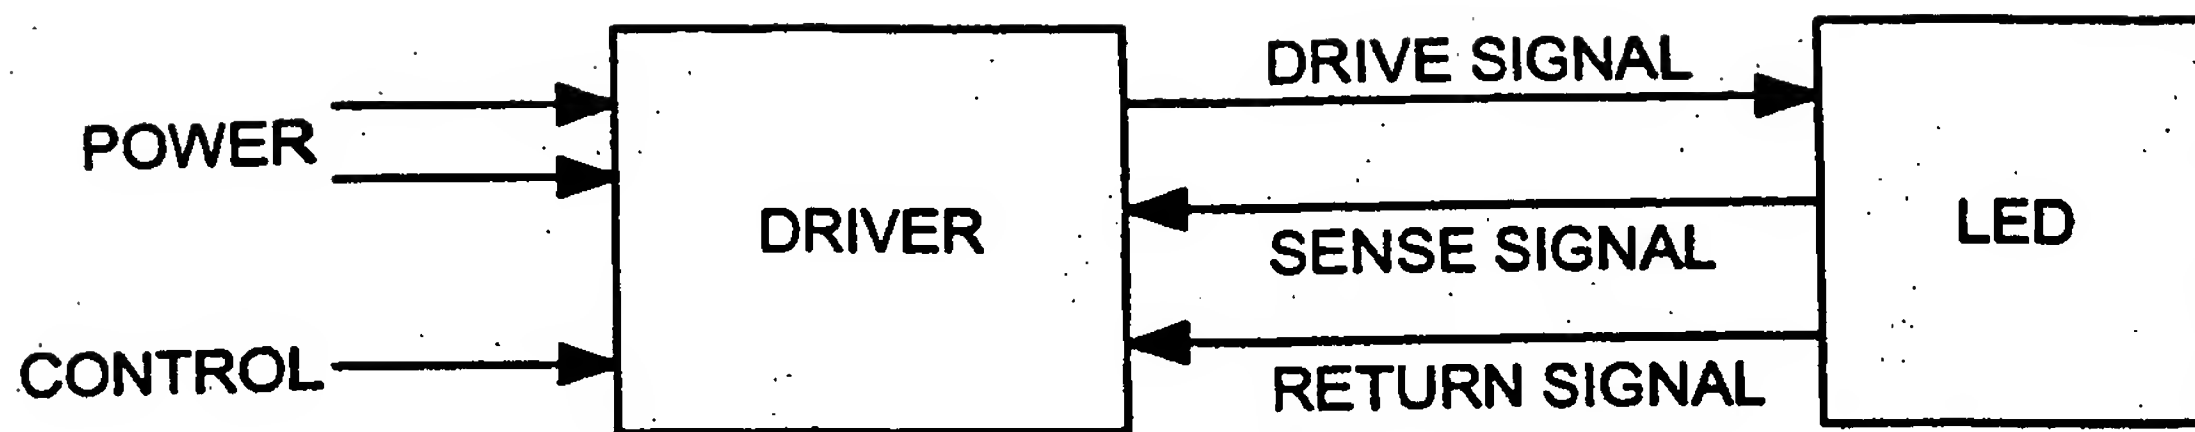 DRIVE SIGNAL
POWER
DRIVER
LED
SENSE SIGNAL
CONTROL
RETURN SIGNAL